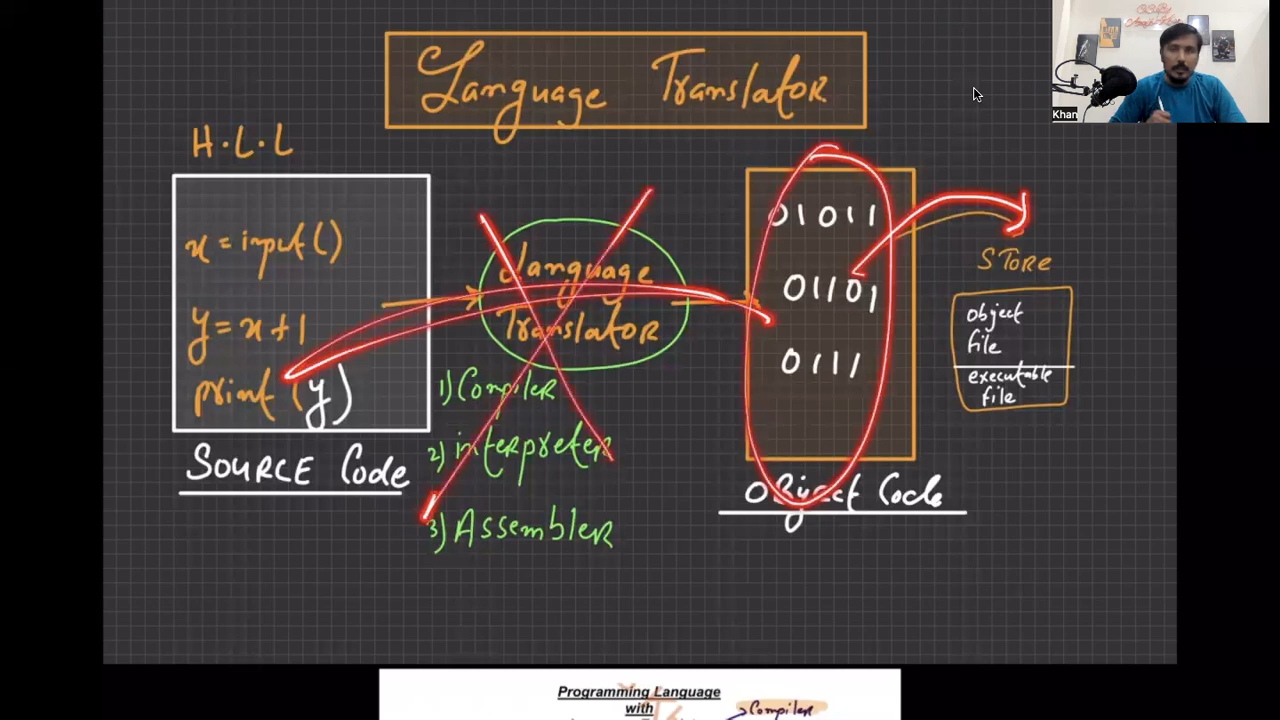 Language Translator
H.L.L
x = input()
y = x + 1
print (y)
SOURCE Code
Language
Translator
1) Compiler
2) interpreter
3) Assembler
01011
01101
0111
Object Code
STORE
object
file
executable
file
Khan
Programming Language
with
Compiler